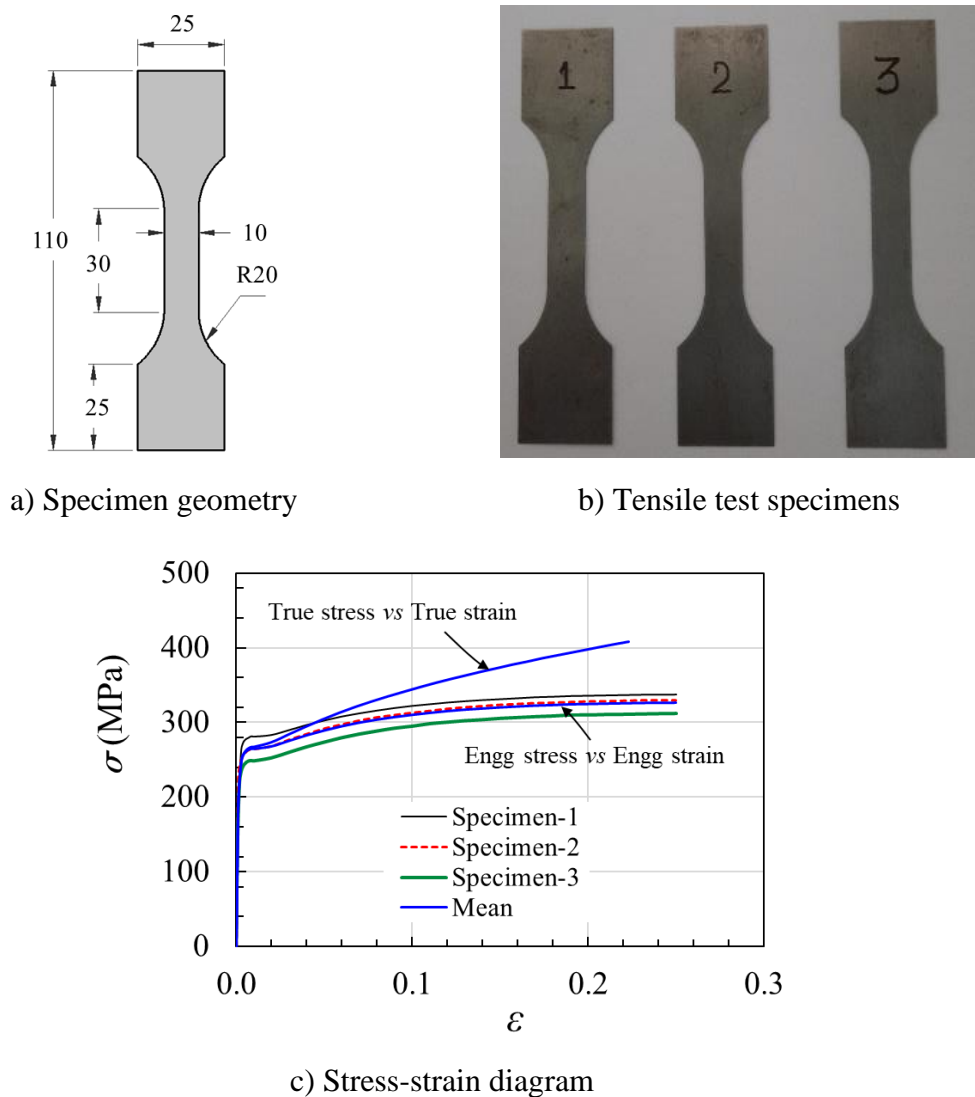 25
110
30
10
R20
25
1
2
3
a) Specimen geometry
b) Tensile test specimens
500
400
300
200
100
0
σ (MPa)
True stress vs True strain
Engg stress vs Engg strain
Specimen-1
Specimen-2
Specimen-3
Mean
0.0
0.1
0.2
0.3
ε
c) Stress-strain diagram